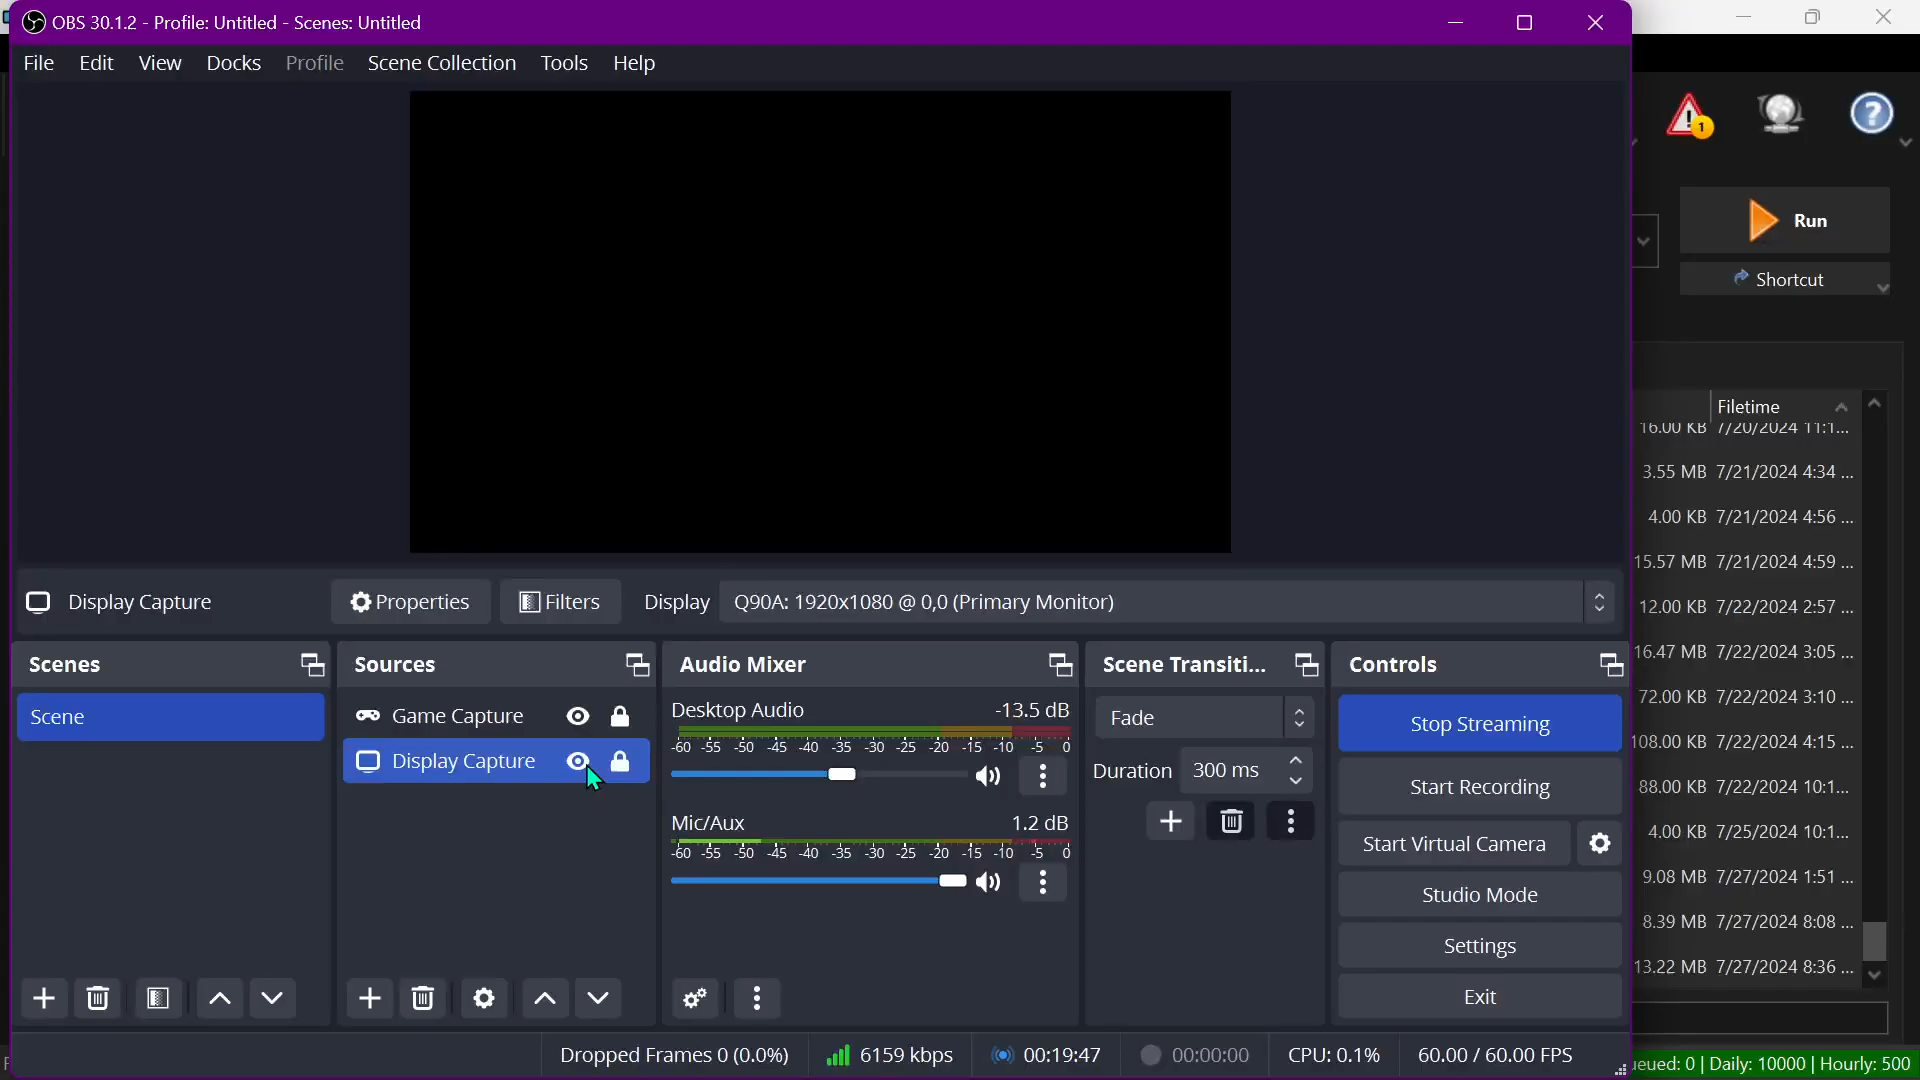 OBS 30.1.2 - Profile: Untitled - Scenes: Untitled
File Edit View Docks Profile Scene Collection Tools Help
1
Run
Shortcut
Filetime
16.00 KB 7/20/2024 11:1...
3.55 MB 7/21/2024 4:34 ...
4.00 KB 7/21/2024 4:56 ...
15.57 MB 7/21/2024 4:59 ...
12.00 KB 7/22/2024 2:57 ...
16.47 MB 7/22/2024 3:05 ...
72.00 KB 7/22/2024 3:10 ...
108.00 KB 7/22/2024 4:15 ...
88.00 KB 7/22/2024 10:1...
4.00 KB 7/25/2024 10:1...
9.08 MB 7/27/2024 1:51 ...
8.39 MB 7/27/2024 8:08 ...
13.22 MB 7/27/2024 8:36 ...
Display Capture Properties Filters Display Q90A: 1920x1080 @ 0,0 (Primary Monitor)
Scenes
Scene
Sources
Game Capture
Display Capture
Audio Mixer
Desktop Audio -13.5 dB
-60 -55 -50 -45 -40 -35 -30 -25 -20 -15 -10 -5 0
Mic/Aux 1.2 dB
-60 -55 -50 -45 -40 -35 -30 -25 -20 -15 -10 -5 0
Scene Transiti...
Fade
Duration 300 ms
Controls
Stop Streaming
Start Recording
Start Virtual Camera
Studio Mode
Settings
Exit
Dropped Frames 0 (0.0%) 6159 kbps 00:19:47 00:00:00 CPU: 0.1% 60.00 / 60.00 FPS
eued: 0 | Daily: 10000 | Hourly: 500